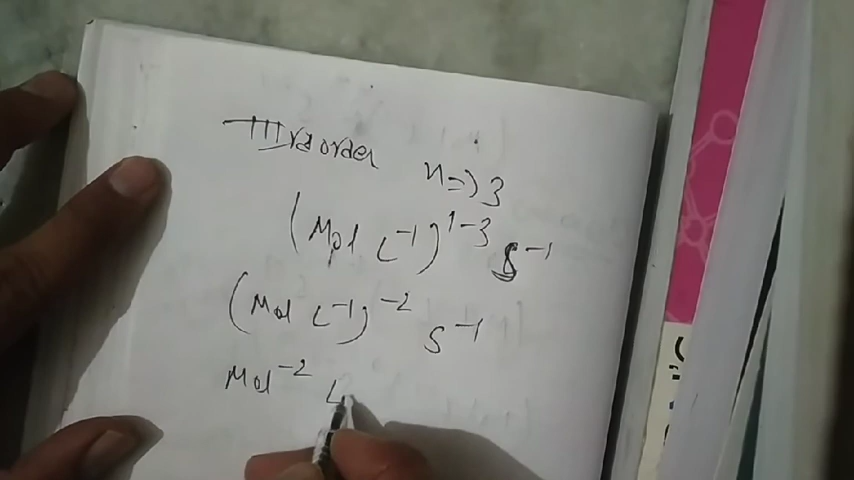 IIIrd order n=>3
(Mol L⁻¹)¹⁻³ S⁻¹
(Mol L⁻¹)⁻² S⁻¹
Mol⁻² L